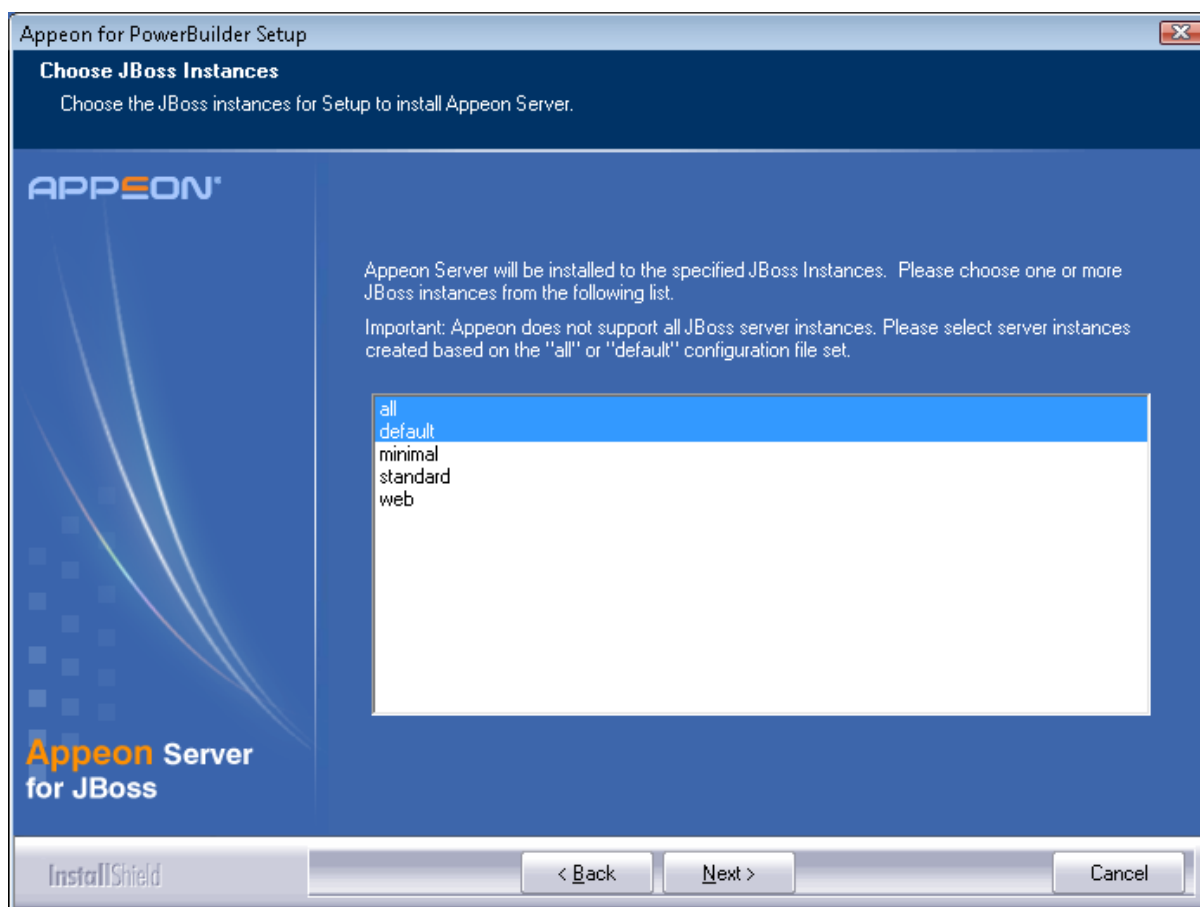 Appeon for PowerBuilder Setup
Choose JBoss Instances
Choose the JBoss instances for Setup to install Appeon Server.
APPEON
Appeon Server will be installed to the specified JBoss Instances.  Please choose one or more
JBoss instances from the following list.
Important: Appeon does not support all JBoss server instances. Please select server instances
created based on the "all" or "default" configuration file set.
all
default
minimal
standard
web
Appeon Server
for JBoss
InstallShield
< Back
Next >
Cancel